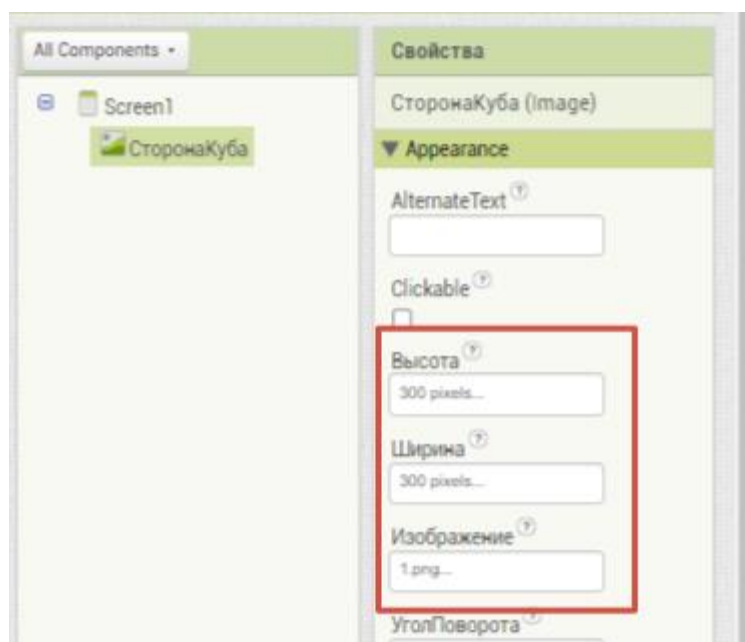 All Components
Screen1
СторонаКуба
Свойства
СторонаКуба (Image)
Appearance
AlternateText ?
Clickable ?
Высота ?
300 pixels...
Ширина ?
300 pixels...
Изображение ?
1.png...
УголПоворота ?